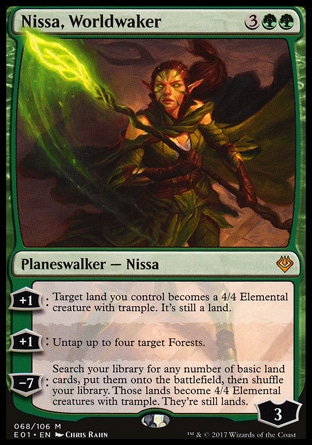 Nissa, Worldwaker 3
Planeswalker — Nissa
+1: Target land you control becomes a 4/4 Elemental
creature with trample. It's still a land.
+1: Untap up to four target Forests.
-7: Search your library for any number of basic land
cards, put them onto the battlefield, then shuffle
your library. Those lands become 4/4 Elemental
creatures with trample. They're still lands.
3
068/106 M
E01 • EN Chris Rahn
™ & © 2017 Wizards of the Coast